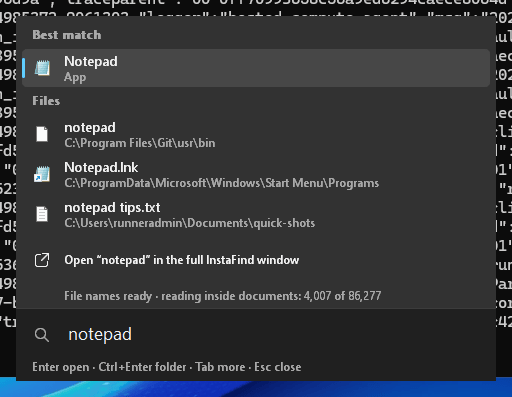 Best match
Notepad
App
Files
notepad
C:\Program Files\Git\usr\bin
Notepad.lnk
C:\ProgramData\Microsoft\Windows\Start Menu\Programs
notepad tips.txt
C:\Users\runneradmin\Documents\quick-shots
Open “notepad” in the full InstaFind window
File names ready · reading inside documents: 4,007 of 86,277
notepad
Enter open · Ctrl+Enter folder · Tab more · Esc close